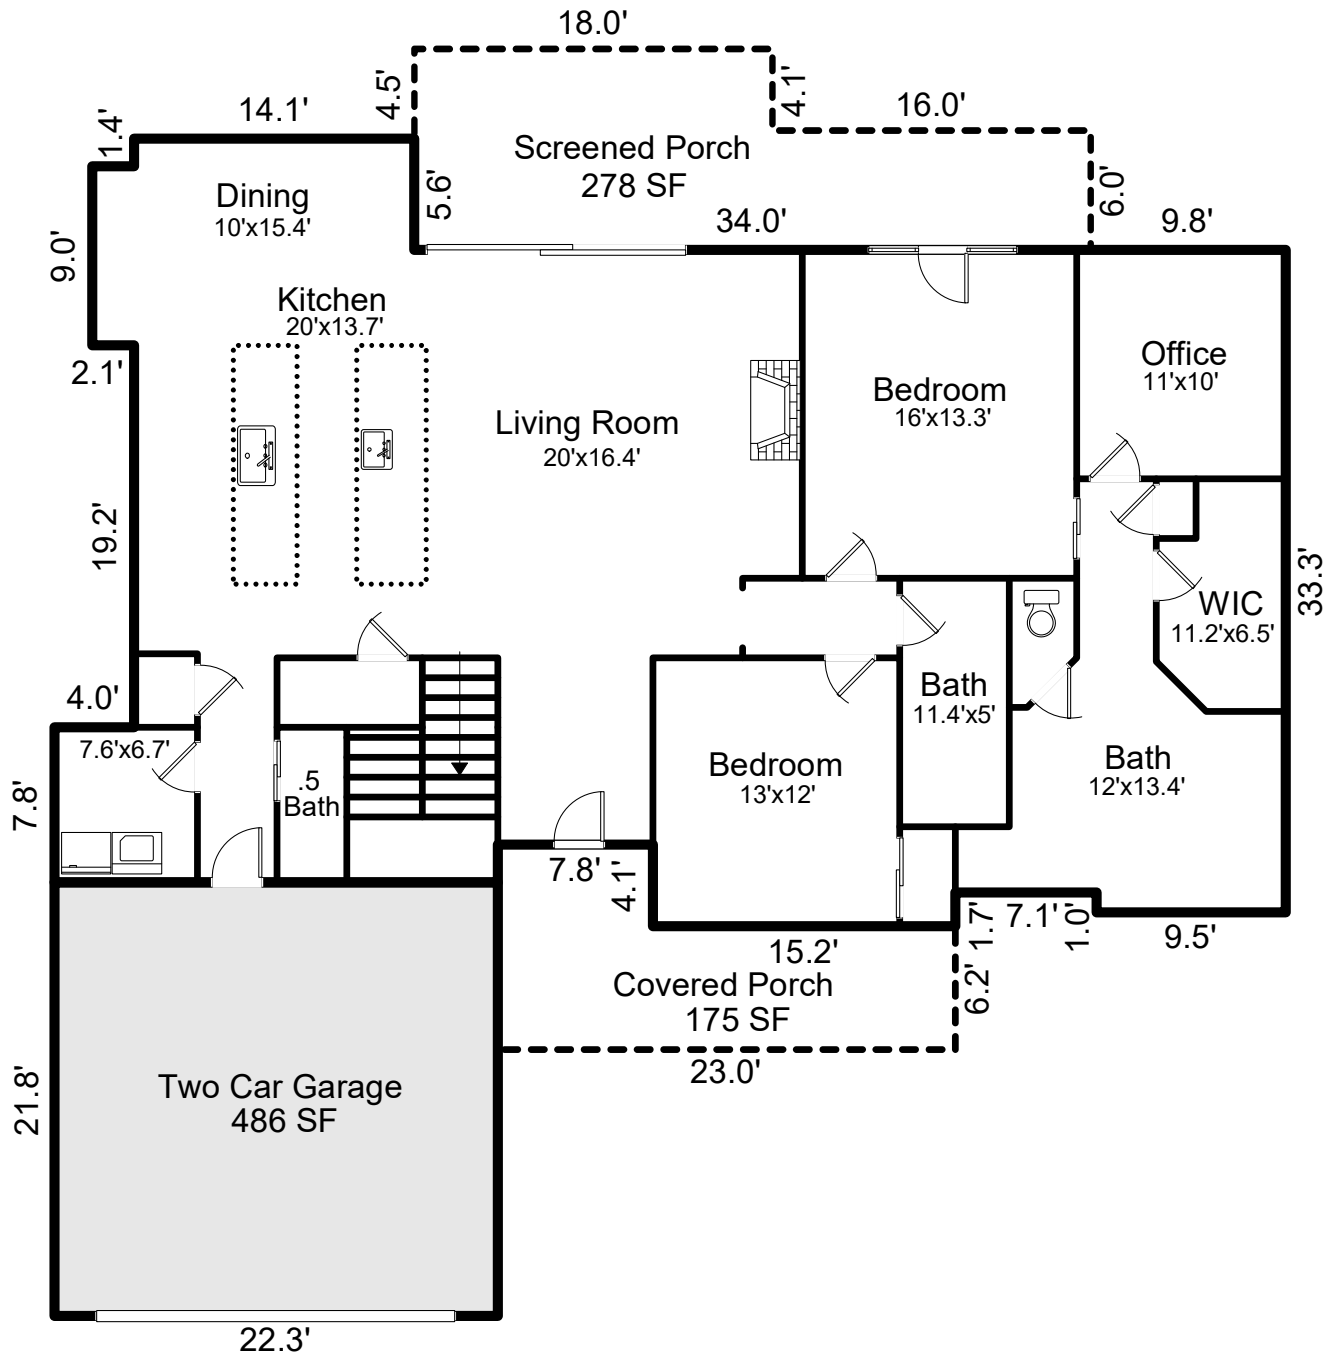 18.0'
4.5'
4.1'
14.1'
16.0'
1.4'
Screened Porch
278 SF
Dining
10'x15.4'
5.6'
6.0'
34.0'
9.8'
9.0'
Kitchen
20'x13.7'
Office
11'x10'
2.1'
Bedroom
16'x13.3'
Living Room
20'x16.4'
19.2'
33.3'
WIC
11.2'x6.5'
4.0'
Bath
11.4'x5'
7.6'x6.7'
Bedroom
13'x12'
Bath
12'x13.4'
.5
Bath
7.8'
7.8'
4.1'
1.7'
7.1'
1.0'
9.5'
15.2'
6.2'
Covered Porch
175 SF
23.0'
Two Car Garage
486 SF
21.8'
22.3'